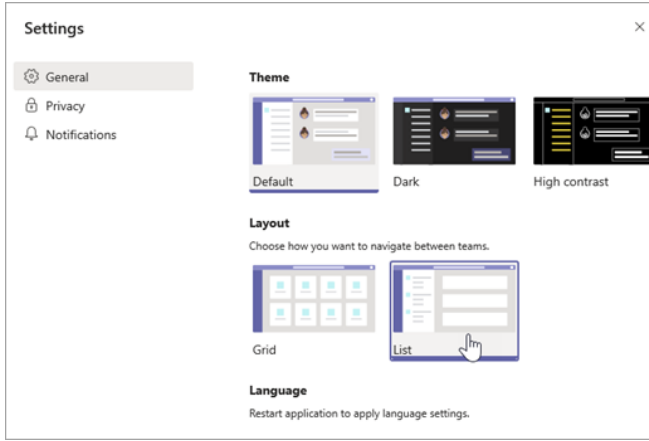 Settings
General
Privacy
Notifications
Theme
Default
Dark
High contrast
Layout
Choose how you want to navigate between teams.
Grid
List
Language
Restart application to apply language settings.